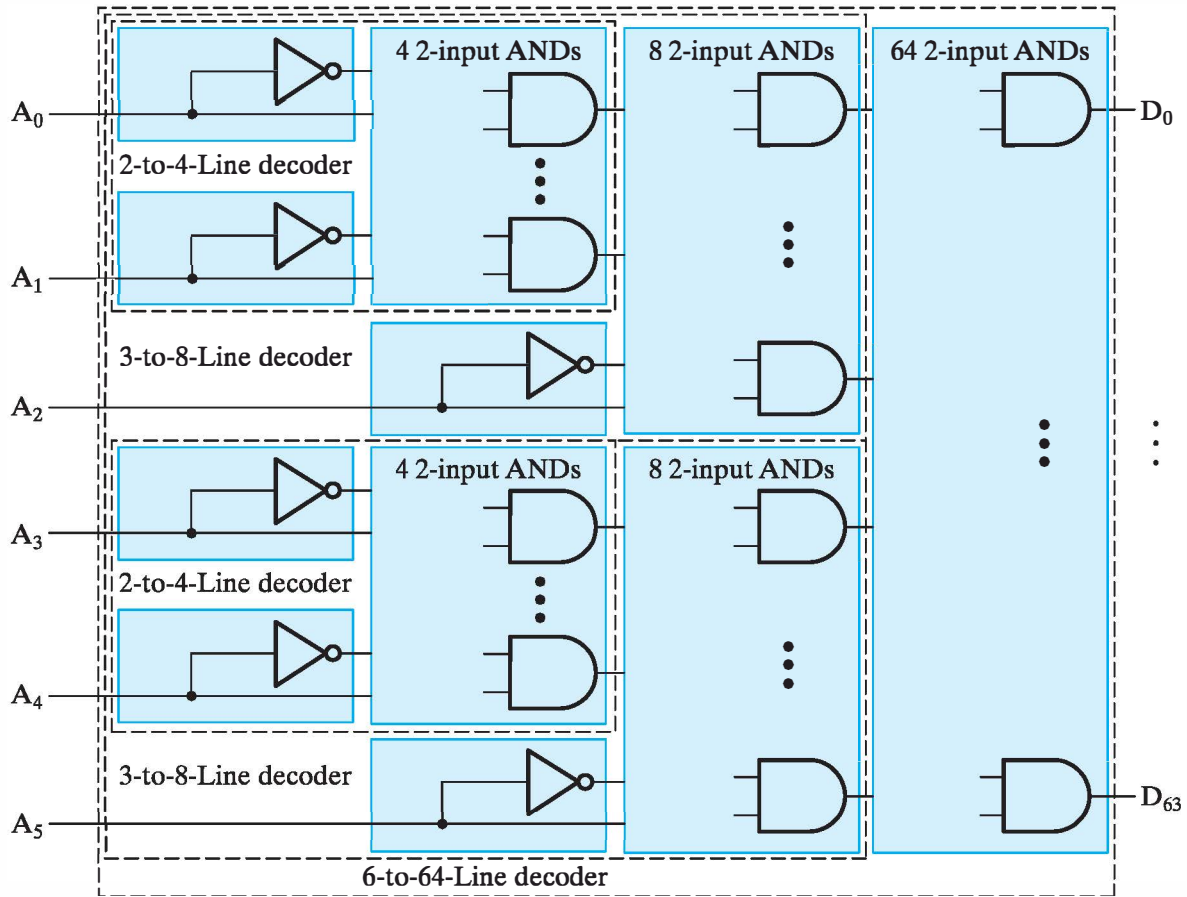 4 2-input ANDs
8 2-input ANDs
64 2-input ANDs
A₀
D₀
2-to-4-Line decoder
A₁
3-to-8-Line decoder
A₂
4 2-input ANDs
8 2-input ANDs
A₃
2-to-4-Line decoder
A₄
3-to-8-Line decoder
D₆₃
A₅
6-to-64-Line decoder